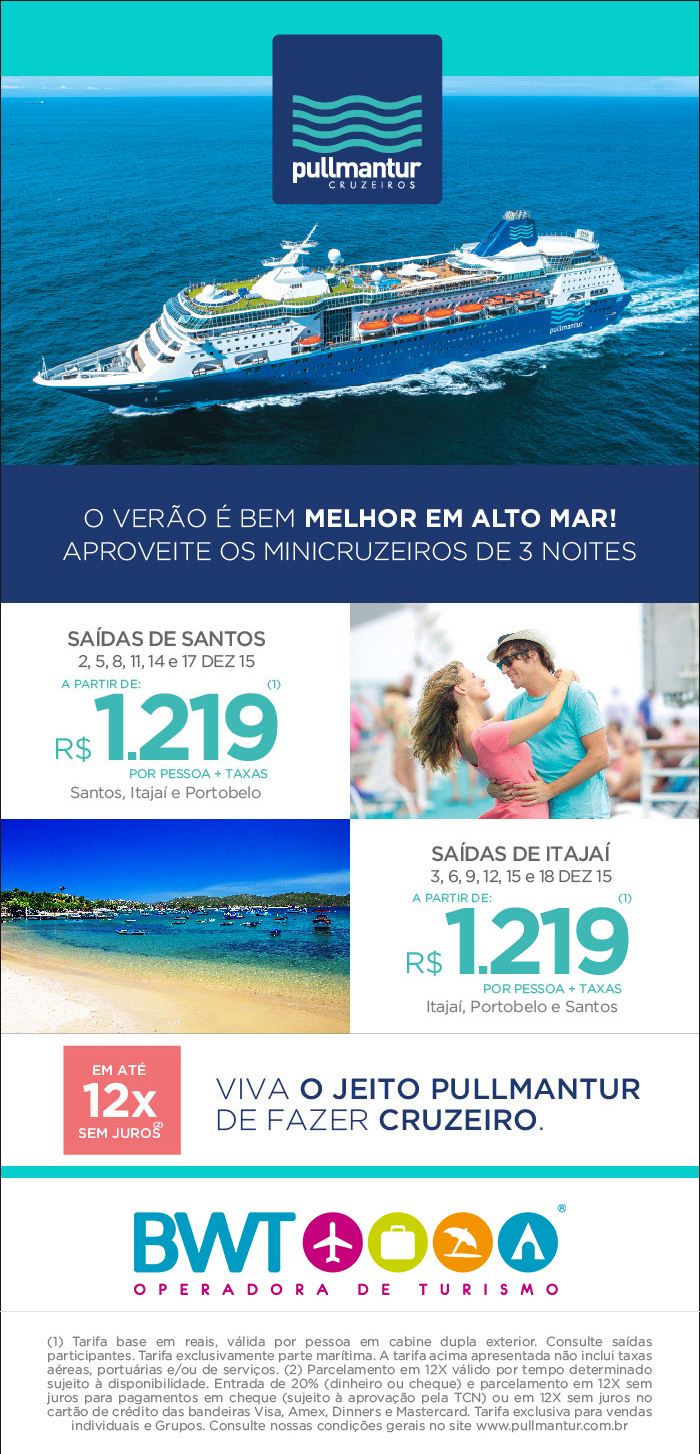 pullmantur
CRUZEIROS
pullmantur
O VERÃO É BEM MELHOR EM ALTO MAR!
APROVEITE OS MINICRUZEIROS DE 3 NOITES
SAÍDAS DE SANTOS
2, 5, 8, 11, 14 e 17 DEZ 15
A PARTIR DE: (1)
R$ 1.219
POR PESSOA + TAXAS
Santos, Itajaí e Portobelo
SAÍDAS DE ITAJAÍ
3, 6, 9, 12, 15 e 18 DEZ 15
A PARTIR DE: (1)
R$ 1.219
POR PESSOA + TAXAS
Itajaí, Portobelo e Santos
EM ATÉ
12x
SEM JUROS (2)
VIVA O JEITO PULLMANTUR
DE FAZER CRUZEIRO.
BWT ®
OPERADORA DE TURISMO
(1) Tarifa base em reais, válida por pessoa em cabine dupla exterior. Consulte saídas
participantes. Tarifa exclusivamente parte marítima. A tarifa acima apresentada não inclui taxas
aéreas, portuárias e/ou de serviços. (2) Parcelamento em 12X válido por tempo determinado
sujeito à disponibilidade. Entrada de 20% (dinheiro ou cheque) e parcelamento em 12X sem
juros para pagamentos em cheque (sujeito à aprovação pela TCN) ou em 12X sem juros no
cartão de crédito das bandeiras Visa, Amex, Dinners e Mastercard. Tarifa exclusiva para vendas
individuais e Grupos. Consulte nossas condições gerais no site www.pullmantur.com.br